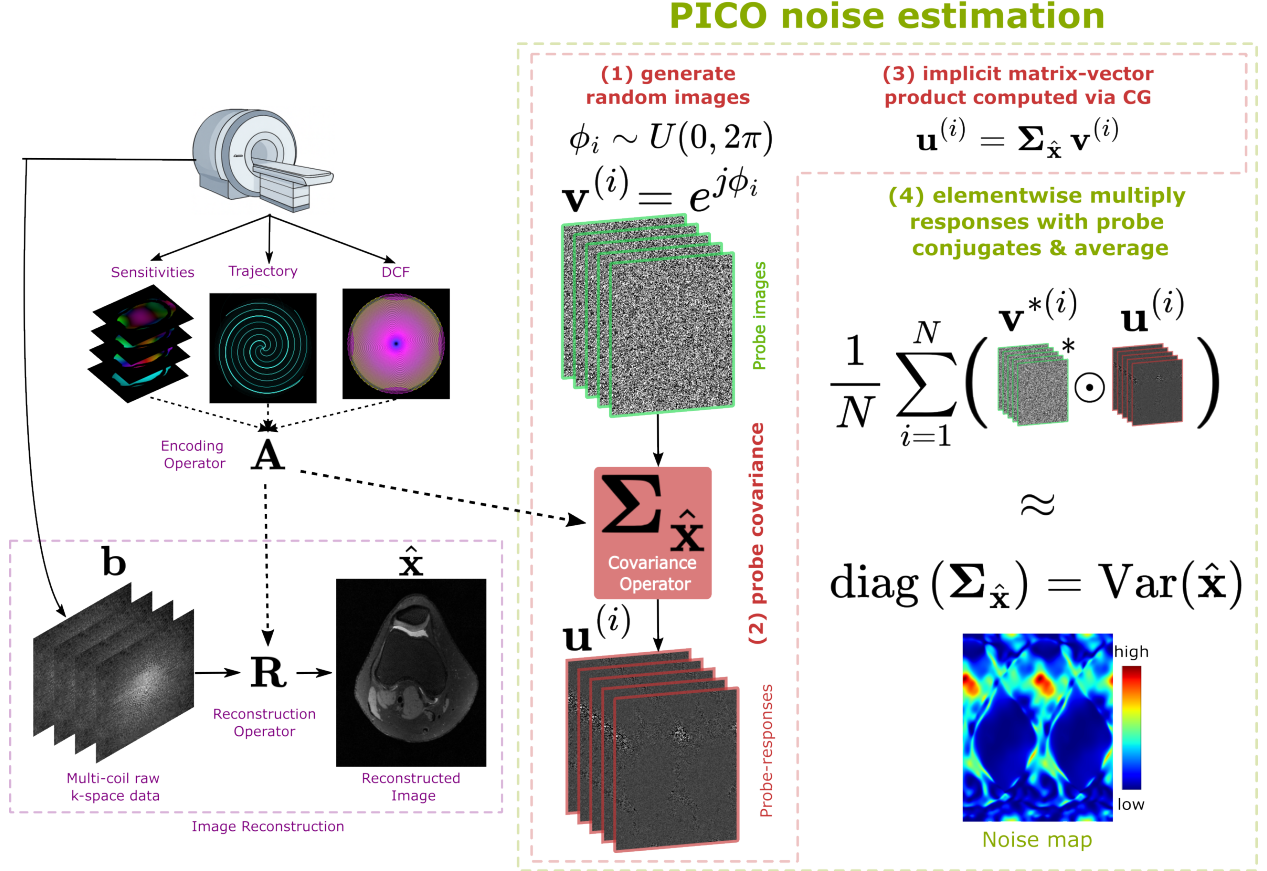 PICO noise estimation
(1) generate
random images
ϕᵢ ∼ U(0, 2π)
v⁽ⁱ⁾ = e^{jϕᵢ}
Probe images
(3) implicit matrix-vector
product computed via CG
u⁽ⁱ⁾ = Σ_x̂ v⁽ⁱ⁾
(4) elementwise multiply
responses with probe
conjugates & average
v*⁽ⁱ⁾ u⁽ⁱ⁾
1/N ∑_{i=1}^{N} ( * ⊙ )
≈
diag (Σ_x̂) = Var(x̂)
high
low
Noise map
Sensitivities
Trajectory
DCF
Encoding
Operator
A
Σ_x̂
Covariance
Operator
(2) probe covariance
u⁽ⁱ⁾
Probe-responses
b
x̂
R
Reconstruction
Operator
Multi-coil raw
k-space data
Reconstructed
Image
Image Reconstruction